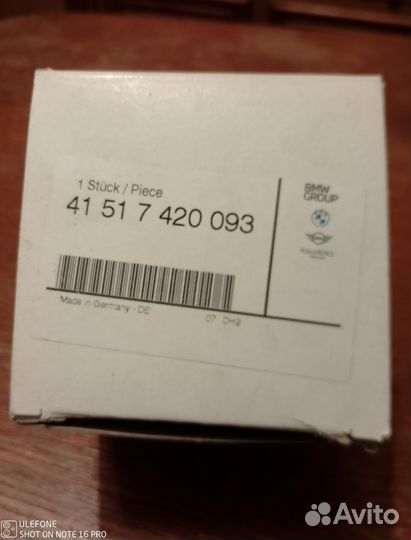 1 Stück / Piece
41 51 7 420 093
BMW
GROUP
Made in Germany - DE
07 DH2
ULEFONE
SHOT ON NOTE 16 PRO
Avito